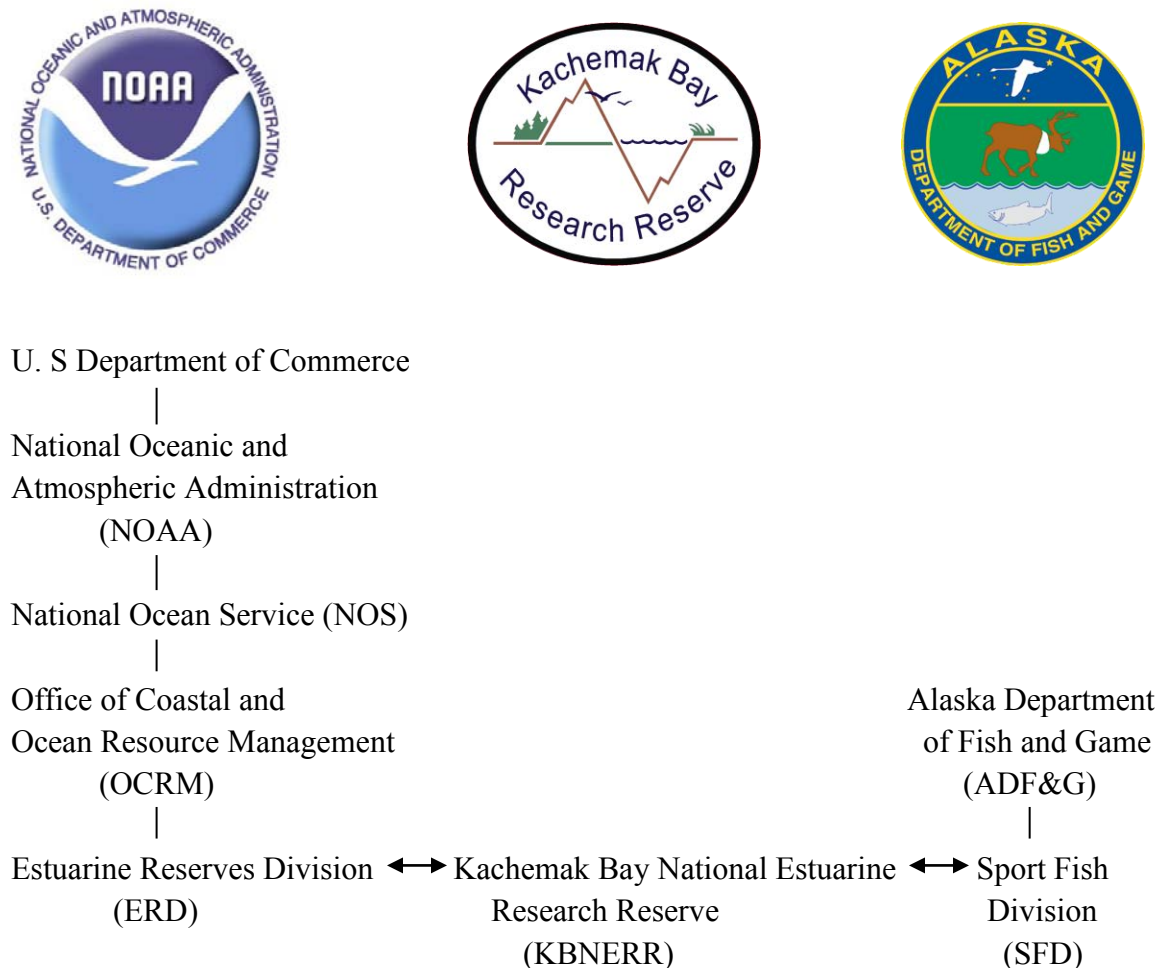 NATIONAL OCEANIC AND ATMOSPHERIC ADMINISTRATION
NOAA
U.S. DEPARTMENT OF COMMERCE
Kachemak Bay
Research Reserve
ALASKA
DEPARTMENT OF FISH AND GAME
U. S Department of Commerce
National Oceanic and
Atmospheric Administration
(NOAA)
National Ocean Service (NOS)
Office of Coastal and
Ocean Resource Management
(OCRM)
Alaska Department
of Fish and Game
(ADF&G)
Estuarine Reserves Division
(ERD)
Kachemak Bay National Estuarine
Research Reserve
(KBNERR)
Sport Fish
Division
(SFD)